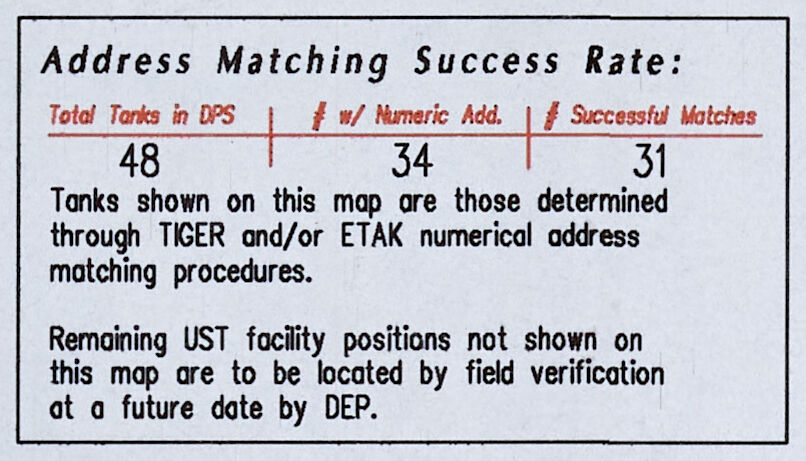 Address Matching Success Rate:
Total Tanks in DPS | # w/ Numeric Add. | # Successful Matches
48 34 31
Tanks shown on this map are those determined
through TIGER and/or ETAK numerical address
matching procedures.
Remaining UST facility positions not shown on
this map are to be located by field verification
at a future date by DEP.